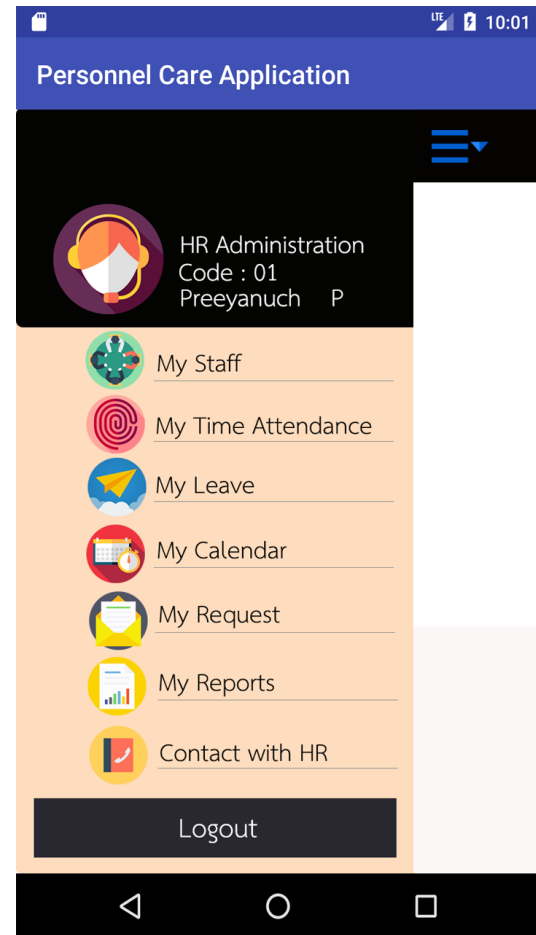 LTE 10:01
Personnel Care Application
HR Administration
Code : 01
Preeyanuch P
My Staff
My Time Attendance
My Leave
My Calendar
My Request
My Reports
Contact with HR
Logout